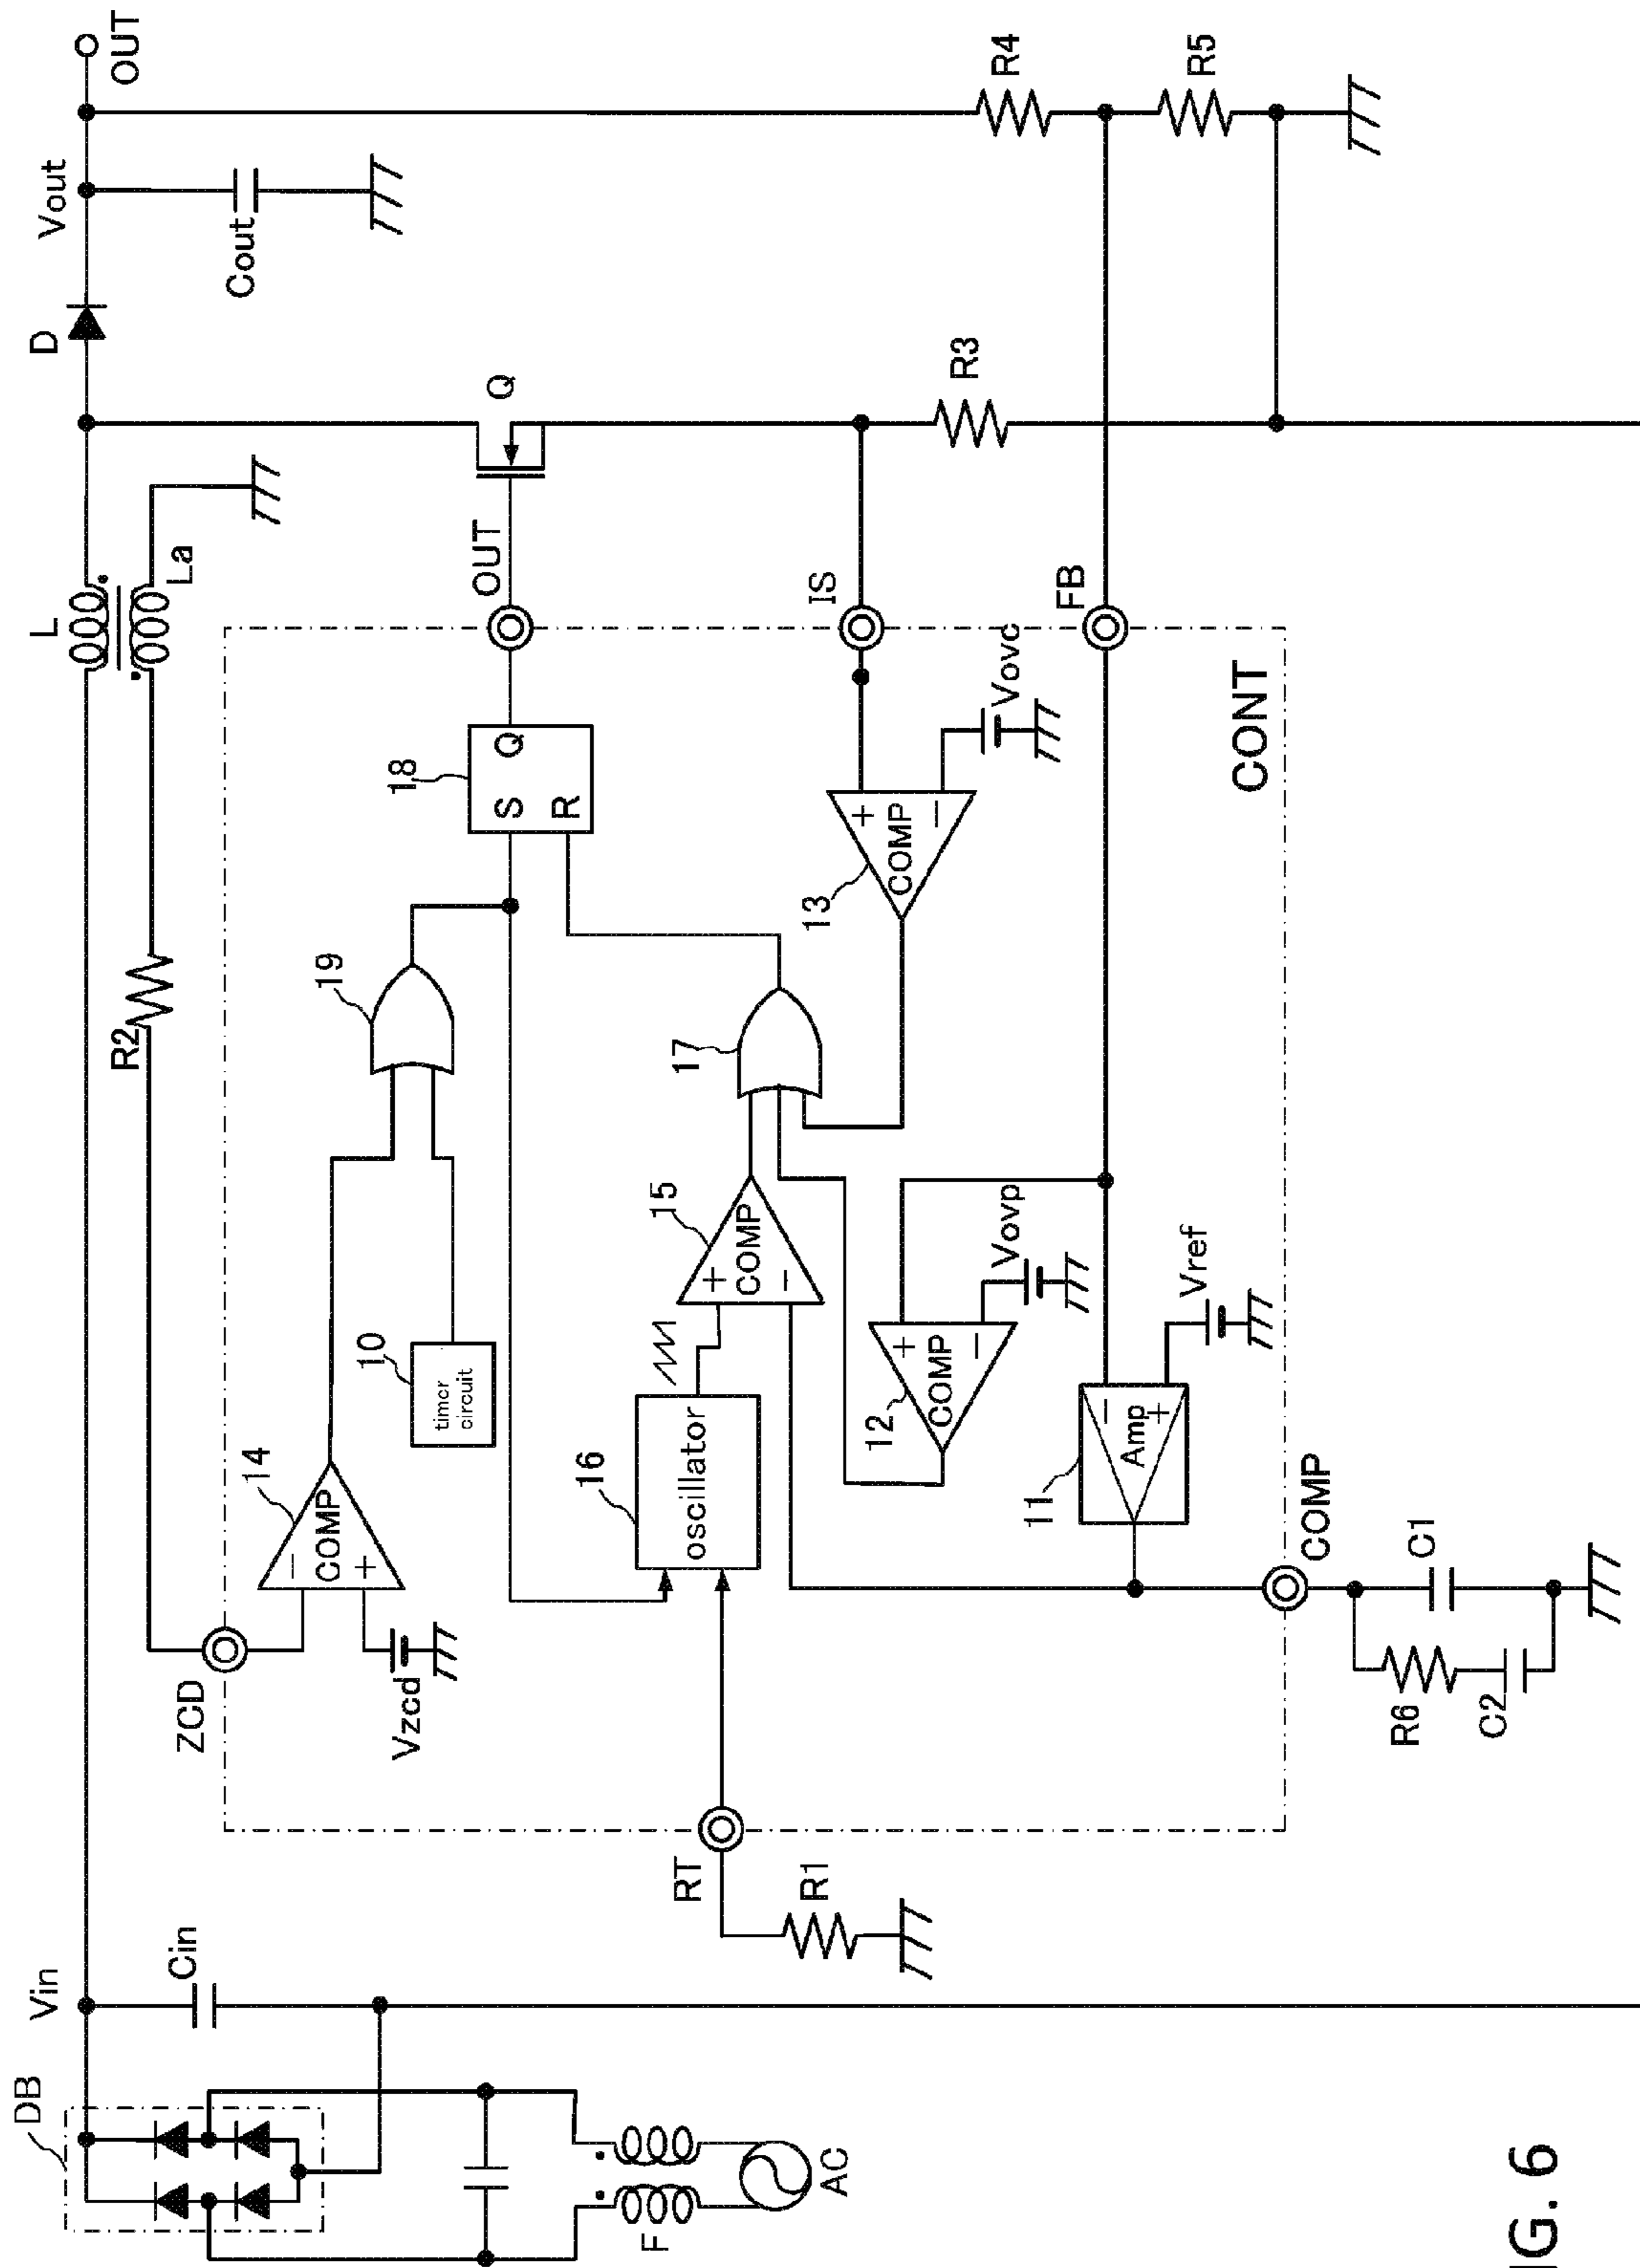 DB
Vin
Cin
F
AC
L
La
D
Vout
OUT
Cout
R2
ZCD
Vzcd
14
COMP
−
+
10
timer
circuit
19
18
S
Q
R
OUT
Q
RT
R1
16
oscillator
15
COMP
+
−
17
13
COMP
+
−
Vovc
IS
R3
12
COMP
+
−
Vovp
11
Amp
−
+
Vref
FB
R4
R5
CONT
COMP
R6
C2
C1
G. 6